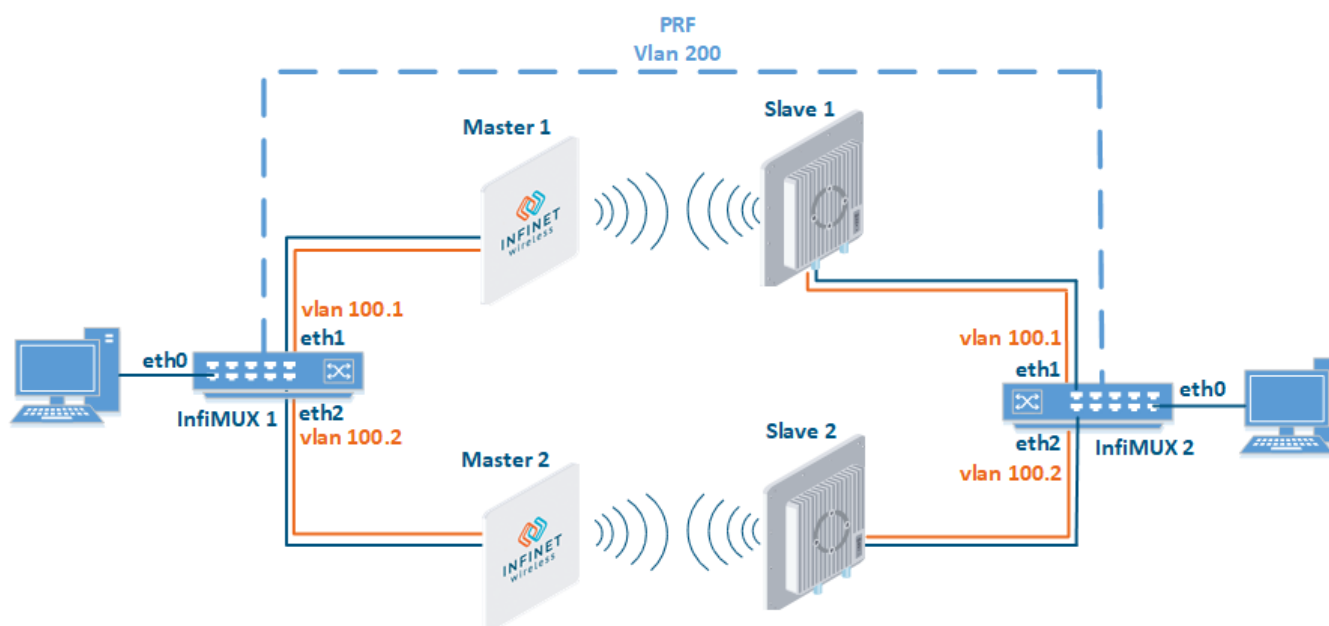 PRF
Vlan 200
Master 1
Slave 1
INFINET
wireless
vlan 100.1
eth1
eth0
InfiMUX 1
eth2
vlan 100.2
vlan 100.1
eth1
eth0
eth2
InfiMUX 2
vlan 100.2
Master 2
Slave 2
INFINET
wireless